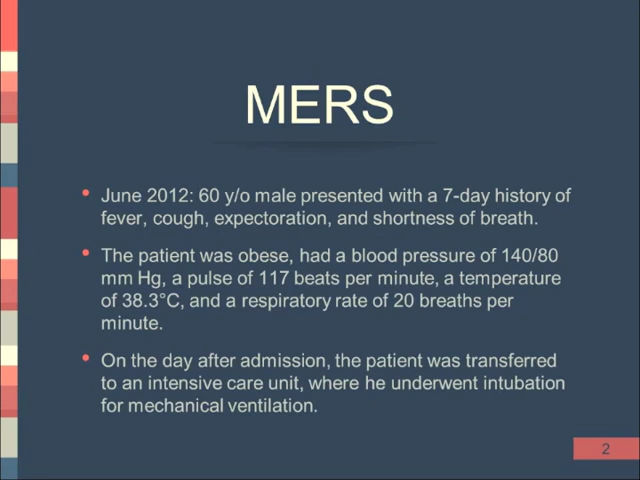 MERS
• June 2012: 60 y/o male presented with a 7-day history of
fever, cough, expectoration, and shortness of breath.
• The patient was obese, had a blood pressure of 140/80
mm Hg, a pulse of 117 beats per minute, a temperature
of 38.3°C, and a respiratory rate of 20 breaths per
minute.
• On the day after admission, the patient was transferred
to an intensive care unit, where he underwent intubation
for mechanical ventilation.
2